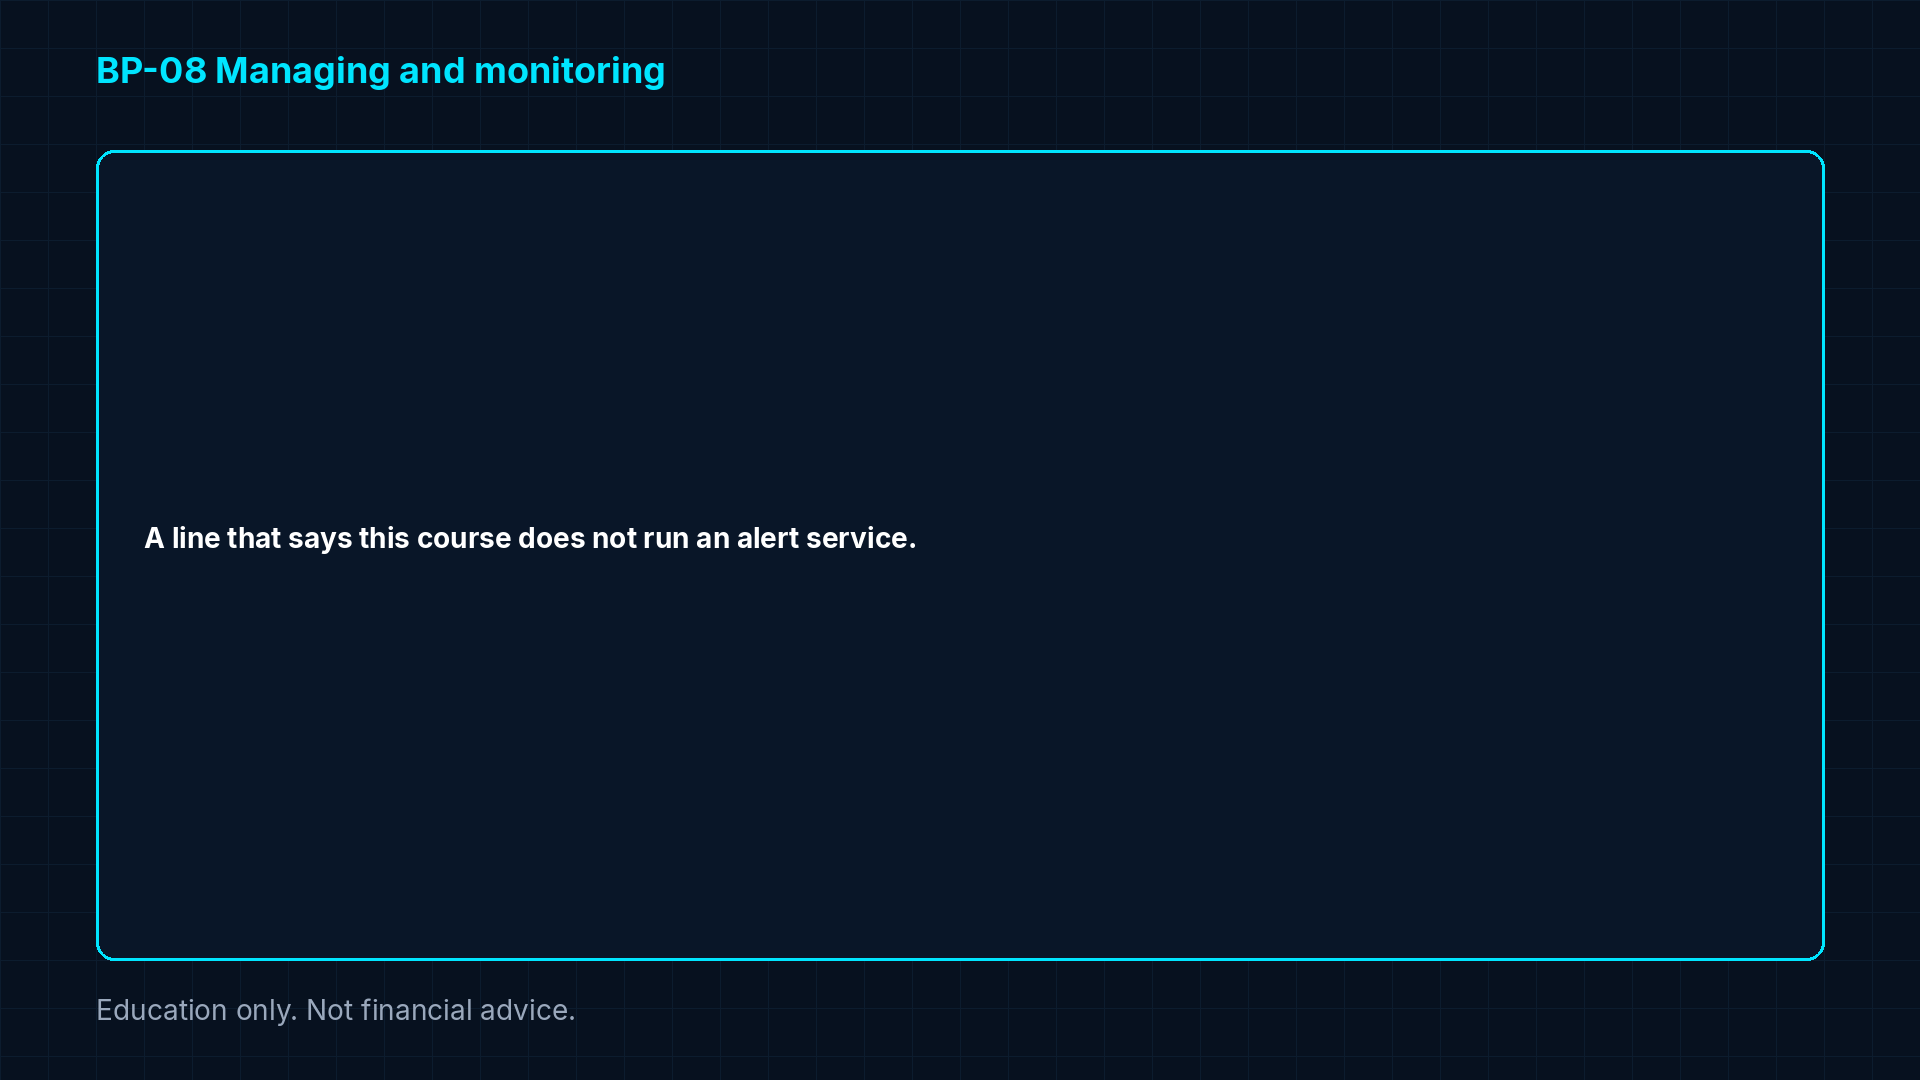 BP-08 Managing and monitoring
A line that says this course does not run an alert service.
Education only. Not financial advice.